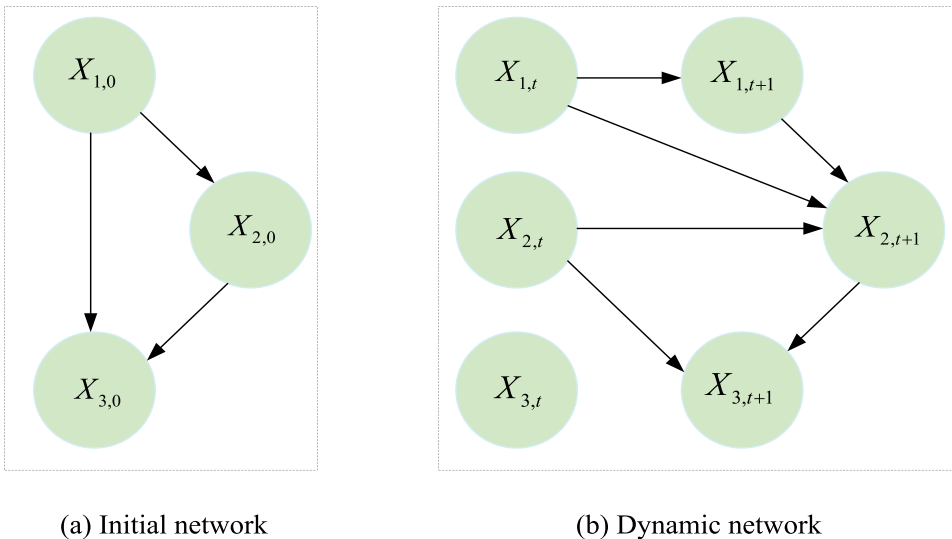 X1,0
X2,0
X3,0
(a) Initial network
X1,t
X1,t+1
X2,t
X2,t+1
X3,t
X3,t+1
(b) Dynamic network